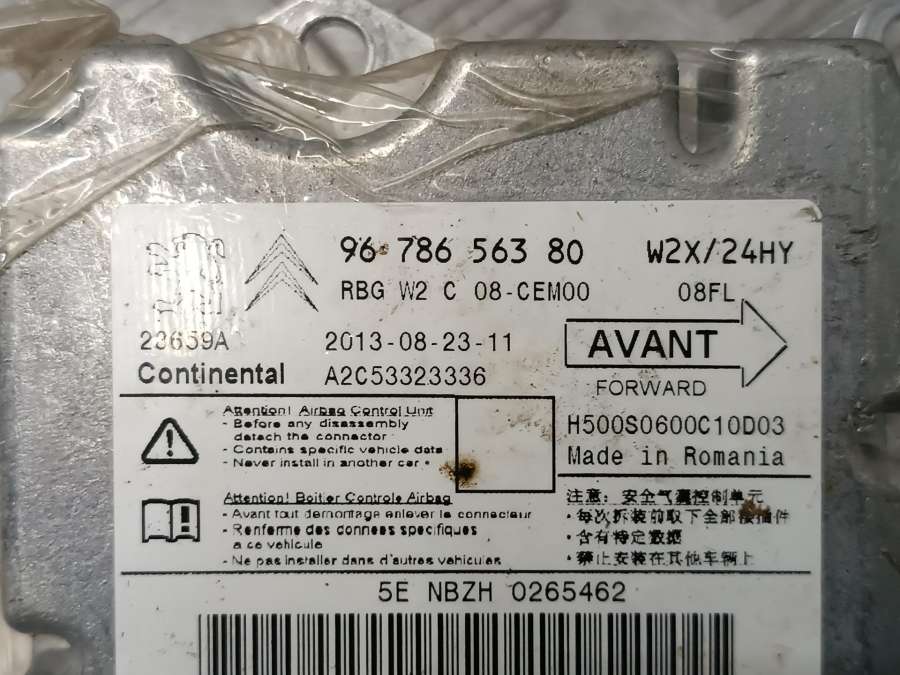 96 786 563 80 W2X/24HY
RBG W2 C 08-CEM00 08FL
23659A 2013-08-23-11 AVANT
Continental A2C53323336 FORWARD
Attention! Airbag Control Unit
- Before any disassembly
detach the connector
- Contains specific vehicle data
- Never install in another car
H500S0600C10D03
Made in Romania
Attention! Boitier Controle Airbag
- Avant tout demontage enlever le connecteur
- Renferme des donnees specifiques
a ce vehicule
- Ne pas installer dans d'autres vehicules
注意: 安全气囊控制单元
· 每次拆装前取下全部接插件
· 含有特定数据
· 禁止安装在其他车辆上
5E NBZH 0265462